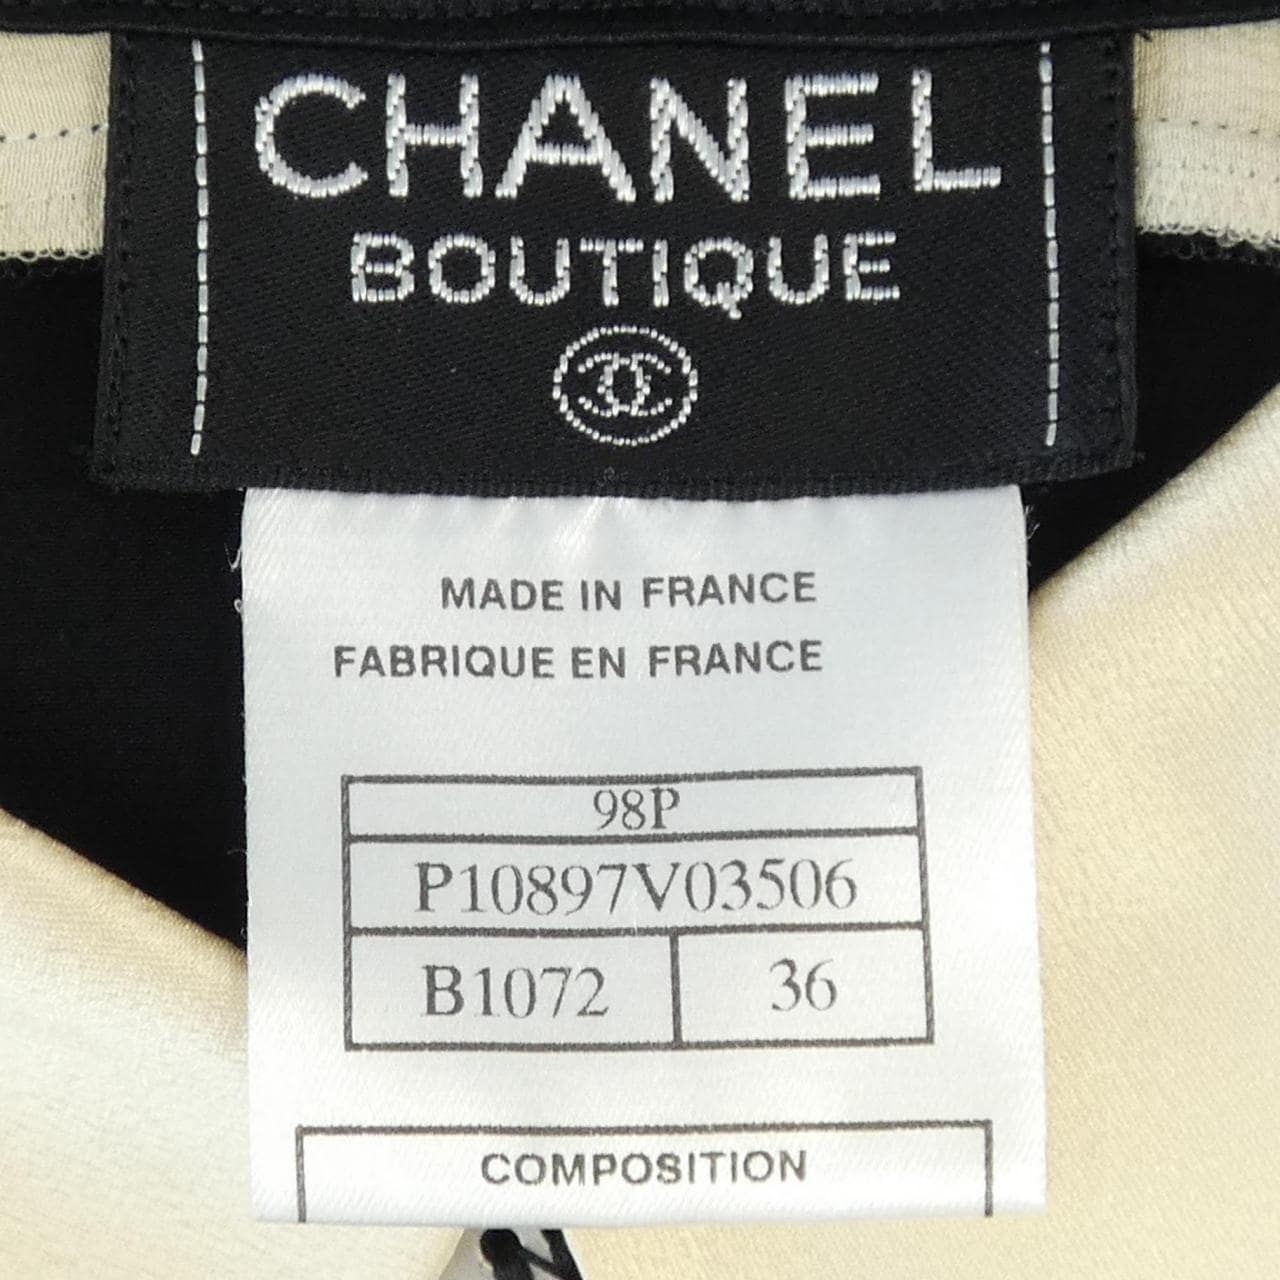 CHANEL
BOUTIQUE
MADE IN FRANCE
FABRIQUE EN FRANCE
98P
P10897V03506
B1072 36
COMPOSITION